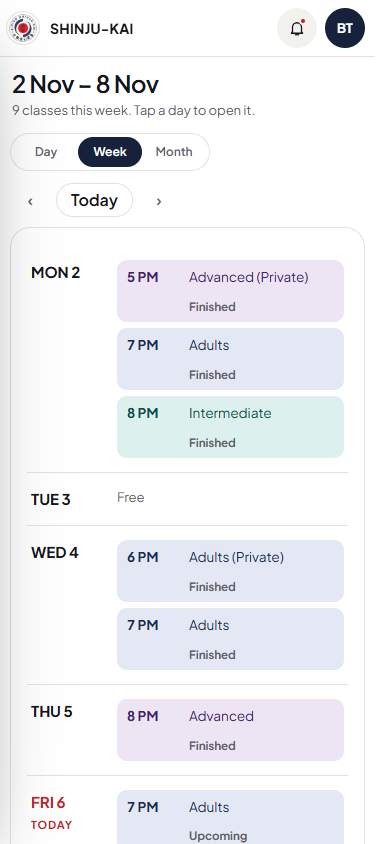 SHINJU-KAI
BT
2 Nov – 8 Nov
9 classes this week. Tap a day to open it.
Day Week Month
‹ Today ›
MON 2
5 PM Advanced (Private)
Finished
7 PM Adults
Finished
8 PM Intermediate
Finished
TUE 3 Free
WED 4
6 PM Adults (Private)
Finished
7 PM Adults
Finished
THU 5
8 PM Advanced
Finished
FRI 6
TODAY
7 PM Adults
Upcoming